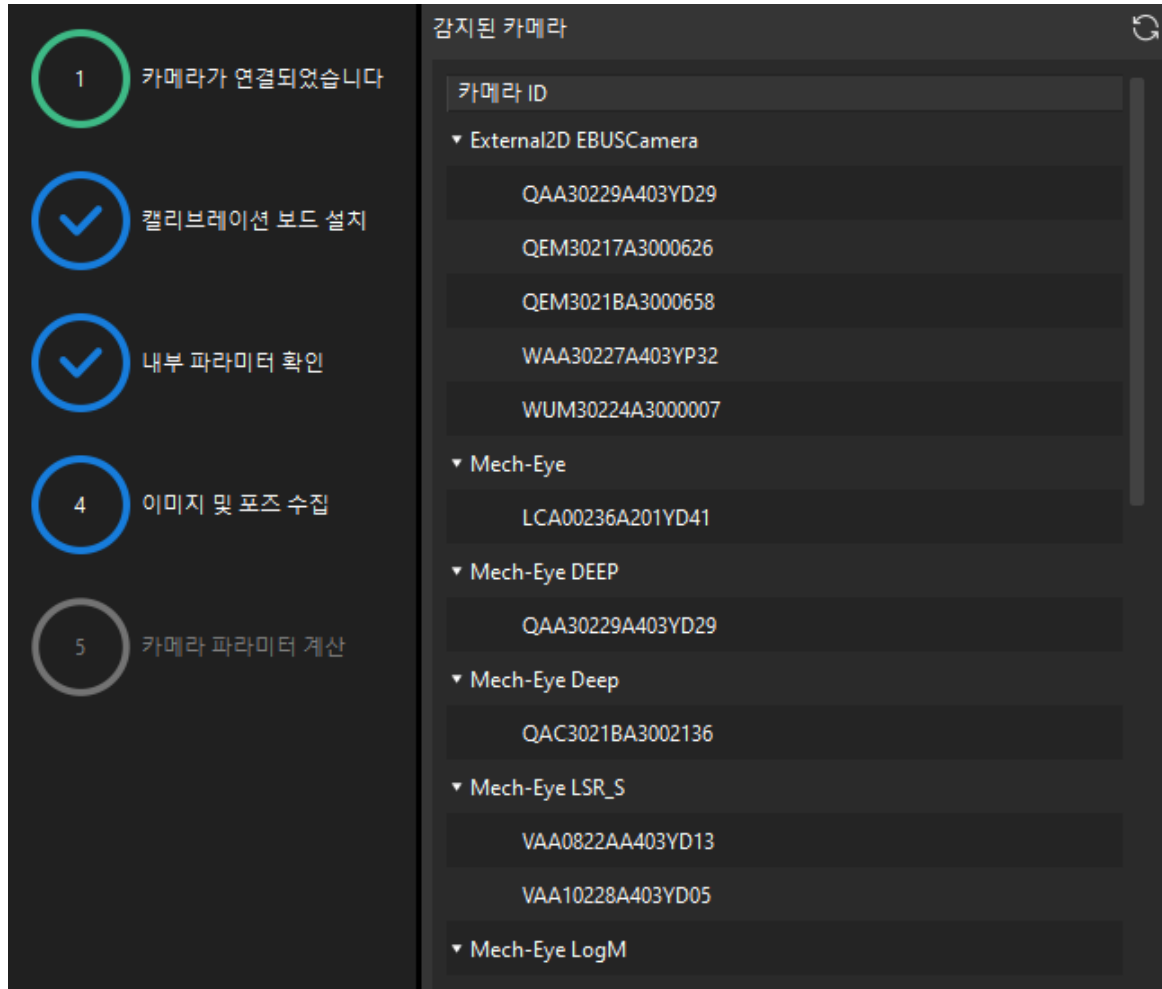 1
카메라가 연결되었습니다
캘리브레이션 보드 설치
내부 파라미터 확인
4
이미지 및 포즈 수집
5
카메라 파라미터 계산
감지된 카메라
카메라 ID
External2D EBUSCamera
QAA30229A403YD29
QEM30217A3000626
QEM3021BA3000658
WAA30227A403YP32
WUM30224A3000007
Mech-Eye
LCA00236A201YD41
Mech-Eye DEEP
QAA30229A403YD29
Mech-Eye Deep
QAC3021BA3002136
Mech-Eye LSR_S
VAA0822AA403YD13
VAA10228A403YD05
Mech-Eye LogM